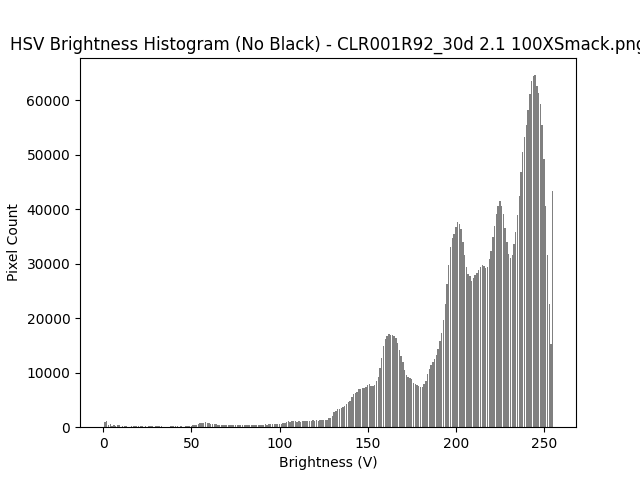 HSV Brightness Histogram (No Black) - CLR001R92_30d 2.1 100XSmack.png
Pixel Count
60000
50000
40000
30000
20000
10000
0
0 50 100 150 200 250
Brightness (V)